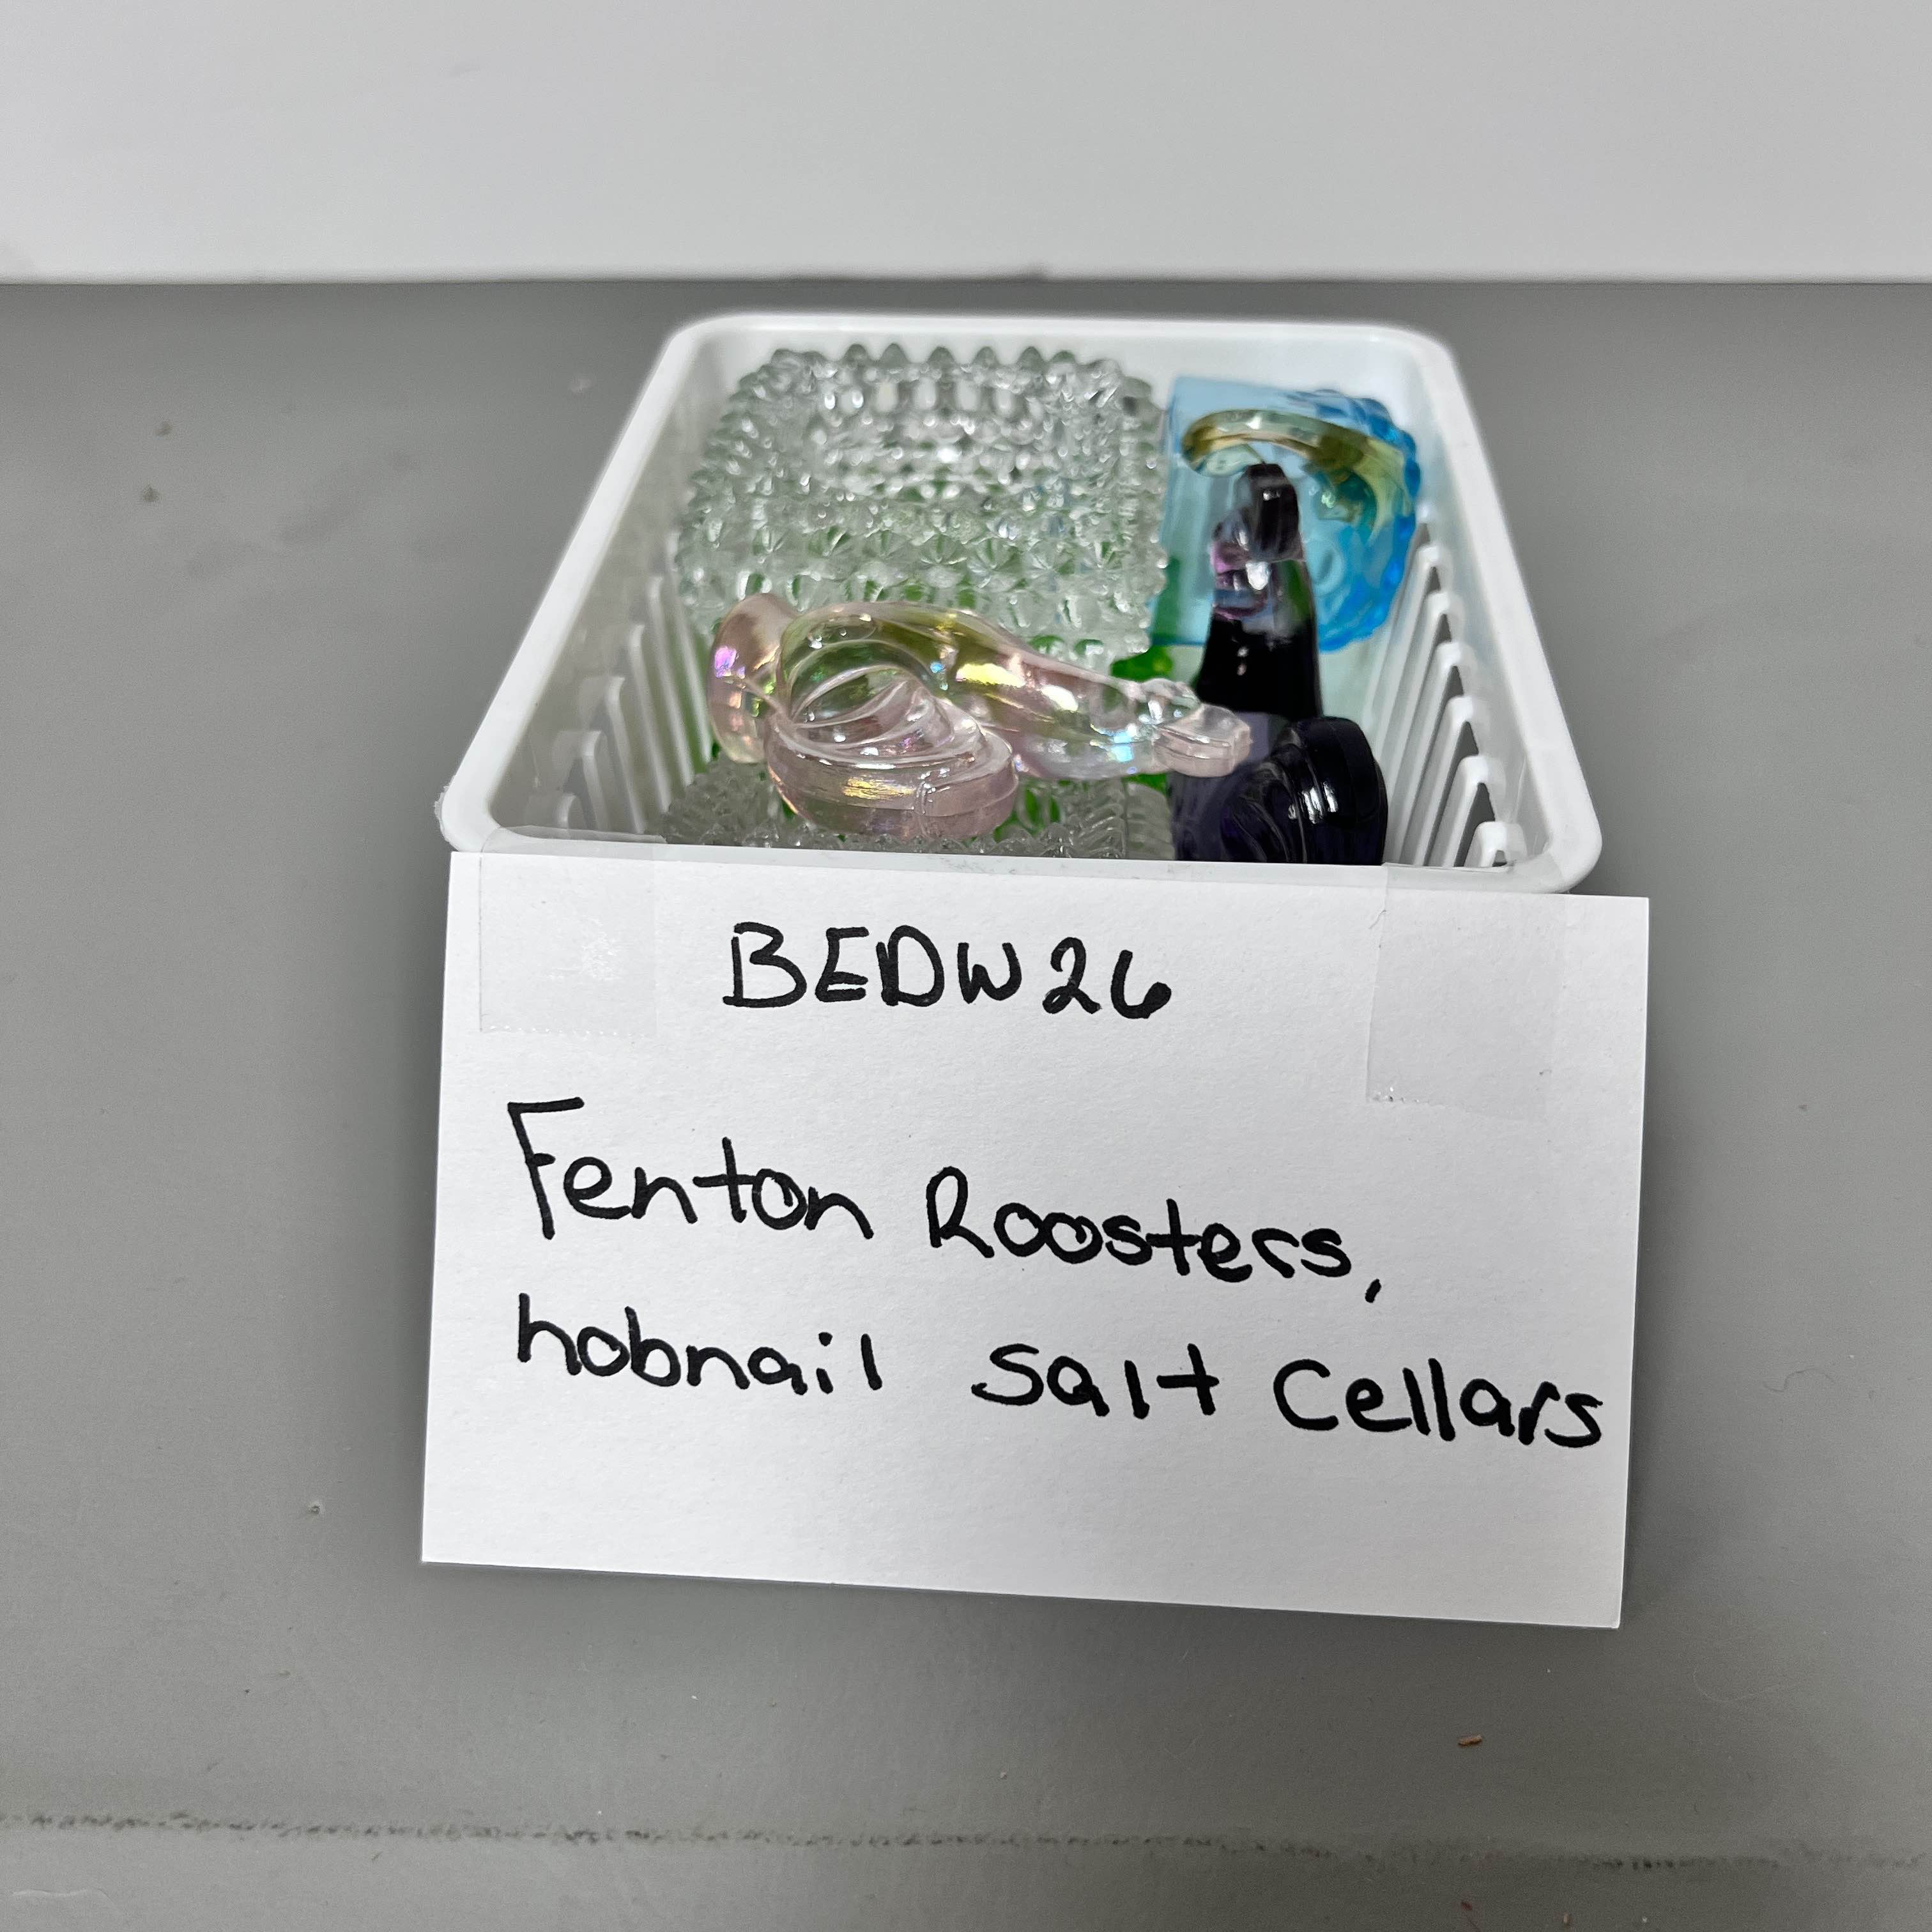 BEDW26
Fenton Roosters,
hobnail salt cellars